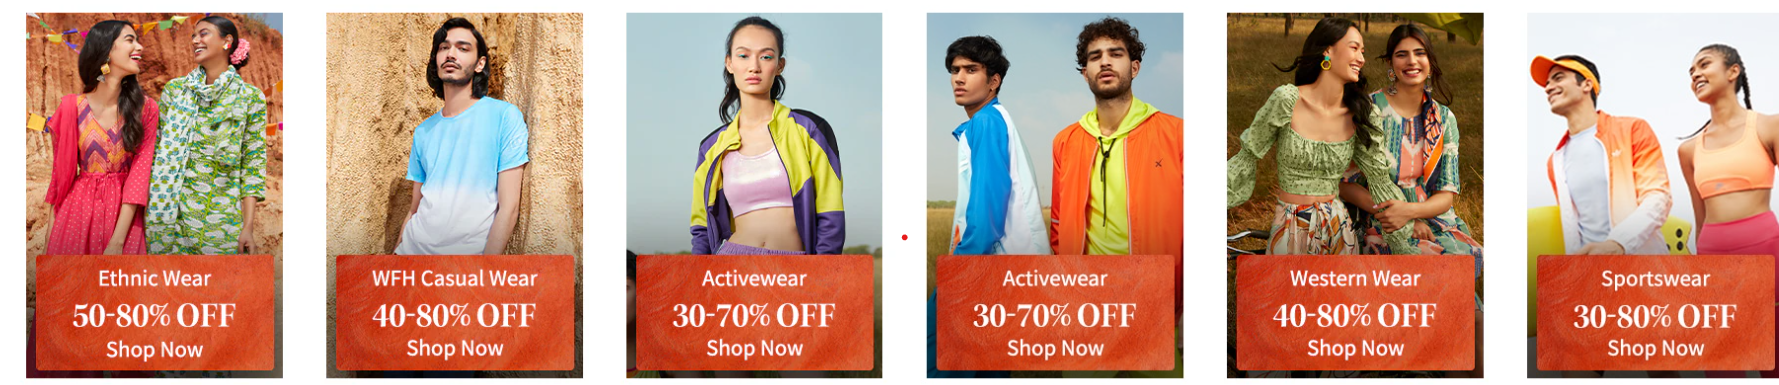 Ethnic Wear
50-80% OFF
Shop Now
WFH Casual Wear
40-80% OFF
Shop Now
Activewear
30-70% OFF
Shop Now
Activewear
30-70% OFF
Shop Now
Western Wear
40-80% OFF
Shop Now
Sportswear
30-80% OFF
Shop Now